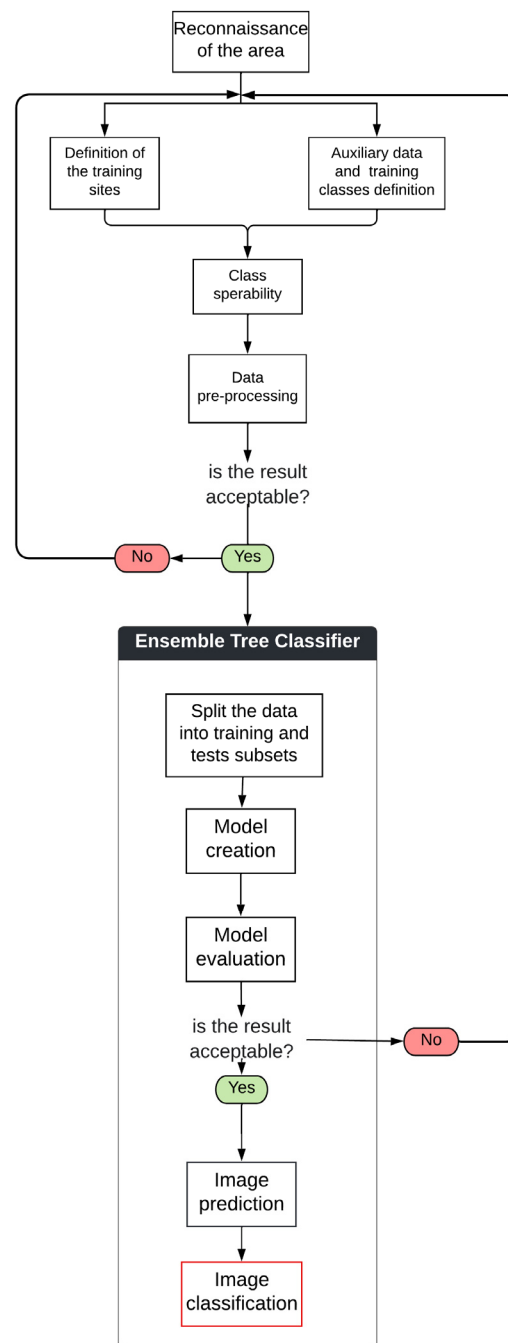 Reconnaissance
of the area
Definition of
the training
sites
Auxiliary data
and training
classes definition
Class
sperability
Data
pre-processing
is the result
acceptable?
No
Yes
Ensemble Tree Classifier
Split the data
into training and
tests subsets
Model
creation
Model
evaluation
is the result
acceptable?
No
Yes
Image
prediction
Image
classification